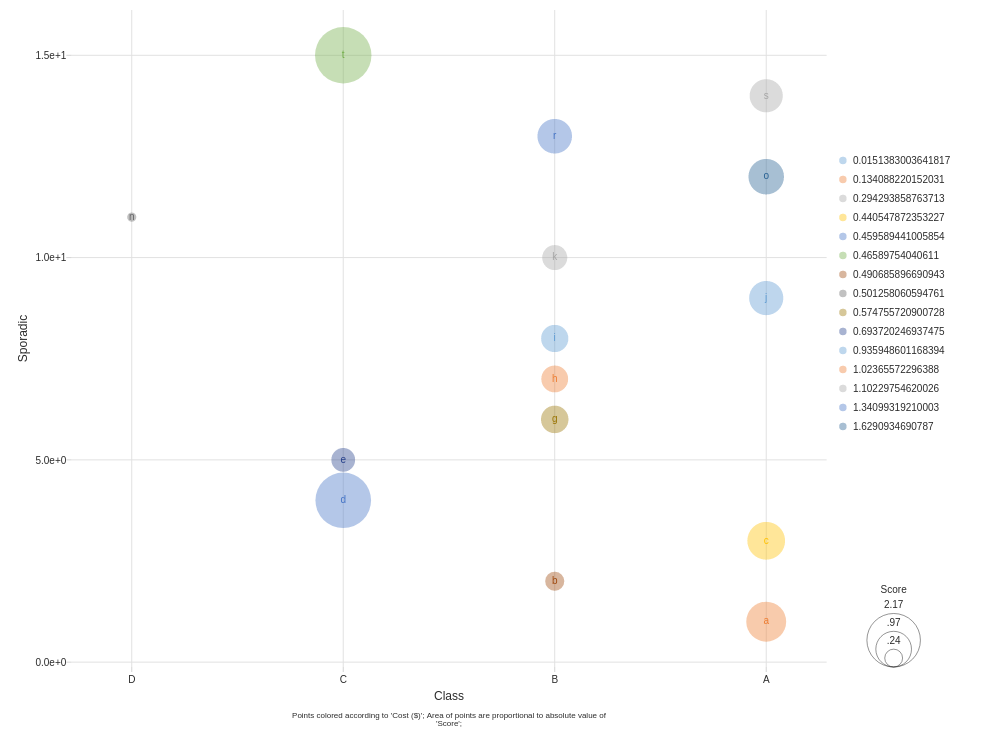 1.5e+1
1.0e+1
5.0e+0
0.0e+0
Sporadic
t
s
r
o
n
k
j
i
h
g
e
d
c
b
a
D
C
B
A
Class
Points colored according to 'Cost ($)'; Area of points are proportional to absolute value of
'Score';
0.0151383003641817
0.134088220152031
0.294293858763713
0.440547872353227
0.459589441005854
0.46589754040611
0.490685896690943
0.501258060594761
0.574755720900728
0.693720246937475
0.935948601168394
1.02365572296388
1.10229754620026
1.34099319210003
1.6290934690787
Score
2.17
.97
.24